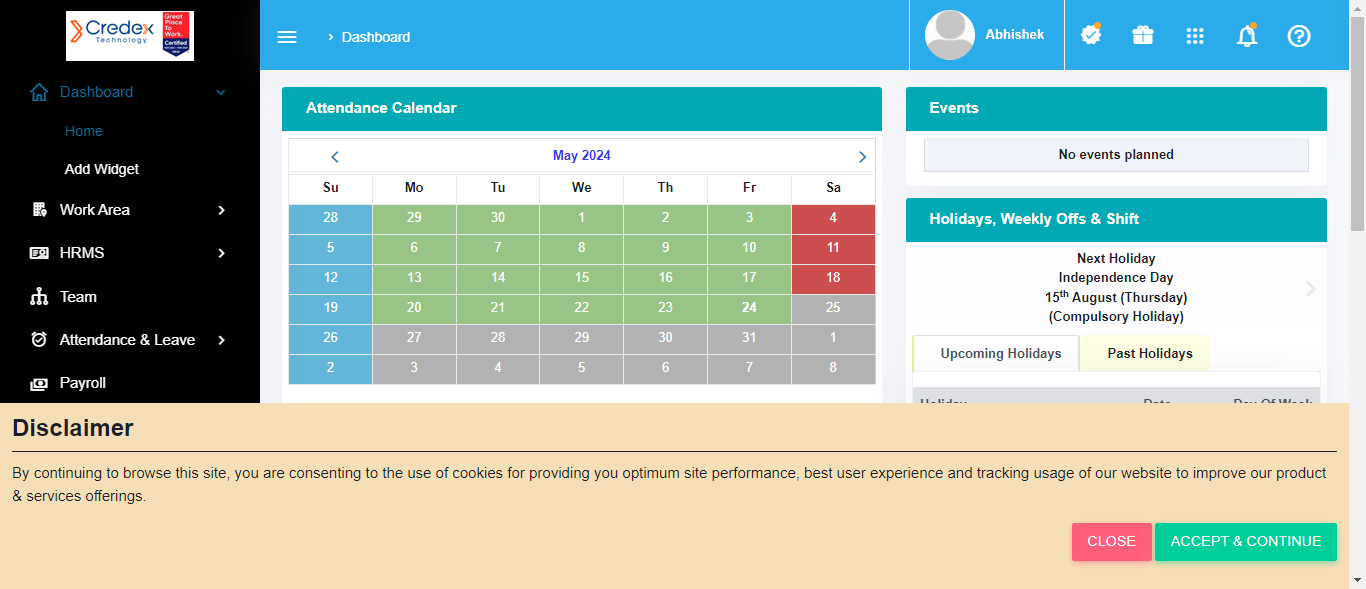 Credex
Technology
Great
Place
To
Work.
Certified
Dashboard
Abhishek
Dashboard
Home
Add Widget
Work Area
HRMS
Team
Attendance & Leave
Payroll
Attendance Calendar
May 2024
Su Mo Tu We Th Fr Sa
28 29 30 1 2 3 4
5 6 7 8 9 10 11
12 13 14 15 16 17 18
19 20 21 22 23 24 25
26 27 28 29 30 31 1
2 3 4 5 6 7 8
Events
No events planned
Holidays, Weekly Offs & Shift
Next Holiday
Independence Day
15th August (Thursday)
(Compulsory Holiday)
Upcoming Holidays Past Holidays
Holiday Date Day Of Week
Disclaimer
By continuing to browse this site, you are consenting to the use of cookies for providing you optimum site performance, best user experience and tracking usage of our website to improve our product
& services offerings.
CLOSE ACCEPT & CONTINUE